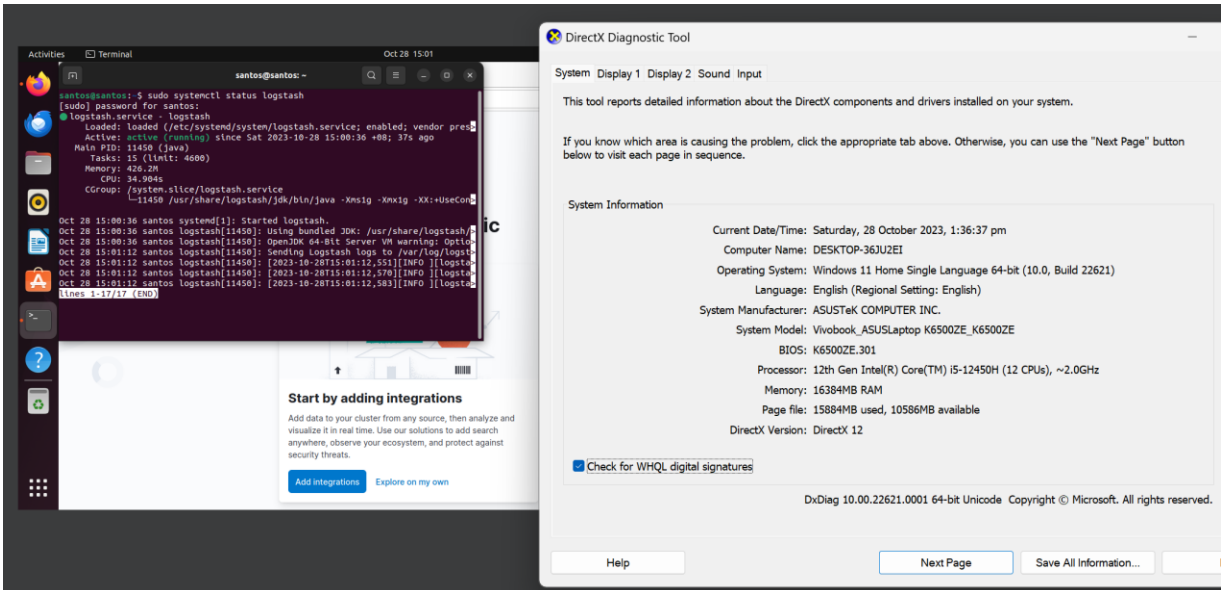 Activities
Terminal
Oct 28 15:01
santos@santos: ~
santos@santos:~$ sudo systemctl status logstash
[sudo] password for santos:
● logstash.service - logstash
Loaded: loaded (/etc/systemd/system/logstash.service; enabled; vendor pres>
Active: active (running) since Sat 2023-10-28 15:00:36 +08; 37s ago
Main PID: 11450 (java)
Tasks: 15 (limit: 4600)
Memory: 426.2M
CPU: 34.904s
CGroup: /system.slice/logstash.service
└─11450 /usr/share/logstash/jdk/bin/java -Xms1g -Xmx1g -XX:+UseCon>
Oct 28 15:00:36 santos systemd[1]: Started logstash.
Oct 28 15:00:36 santos logstash[11450]: Using bundled JDK: /usr/share/logstash/>
Oct 28 15:00:36 santos logstash[11450]: OpenJDK 64-Bit Server VM warning: Optio>
Oct 28 15:01:12 santos logstash[11450]: Sending Logstash logs to /var/log/logst>
Oct 28 15:01:12 santos logstash[11450]: [2023-10-28T15:01:12,551][INFO ][logsta>
Oct 28 15:01:12 santos logstash[11450]: [2023-10-28T15:01:12,570][INFO ][logsta>
Oct 28 15:01:12 santos logstash[11450]: [2023-10-28T15:01:12,583][INFO ][logsta>
lines 1-17/17 (END)
ic
Start by adding integrations
Add data to your cluster from any source, then analyze and
visualize it in real time. Use our solutions to add search
anywhere, observe your ecosystem, and protect against
security threats.
Add integrations
Explore on my own
DirectX Diagnostic Tool
System Display 1 Display 2 Sound Input
This tool reports detailed information about the DirectX components and drivers installed on your system.
If you know which area is causing the problem, click the appropriate tab above. Otherwise, you can use the "Next Page" button
below to visit each page in sequence.
System Information
Current Date/Time: Saturday, 28 October 2023, 1:36:37 pm
Computer Name: DESKTOP-36JU2EI
Operating System: Windows 11 Home Single Language 64-bit (10.0, Build 22621)
Language: English (Regional Setting: English)
System Manufacturer: ASUSTeK COMPUTER INC.
System Model: Vivobook_ASUSLaptop K6500ZE_K6500ZE
BIOS: K6500ZE.301
Processor: 12th Gen Intel(R) Core(TM) i5-12450H (12 CPUs), ~2.0GHz
Memory: 16384MB RAM
Page file: 15884MB used, 10586MB available
DirectX Version: DirectX 12
Check for WHQL digital signatures
DxDiag 10.00.22621.0001 64-bit Unicode Copyright © Microsoft. All rights reserved.
Help
Next Page
Save All Information...